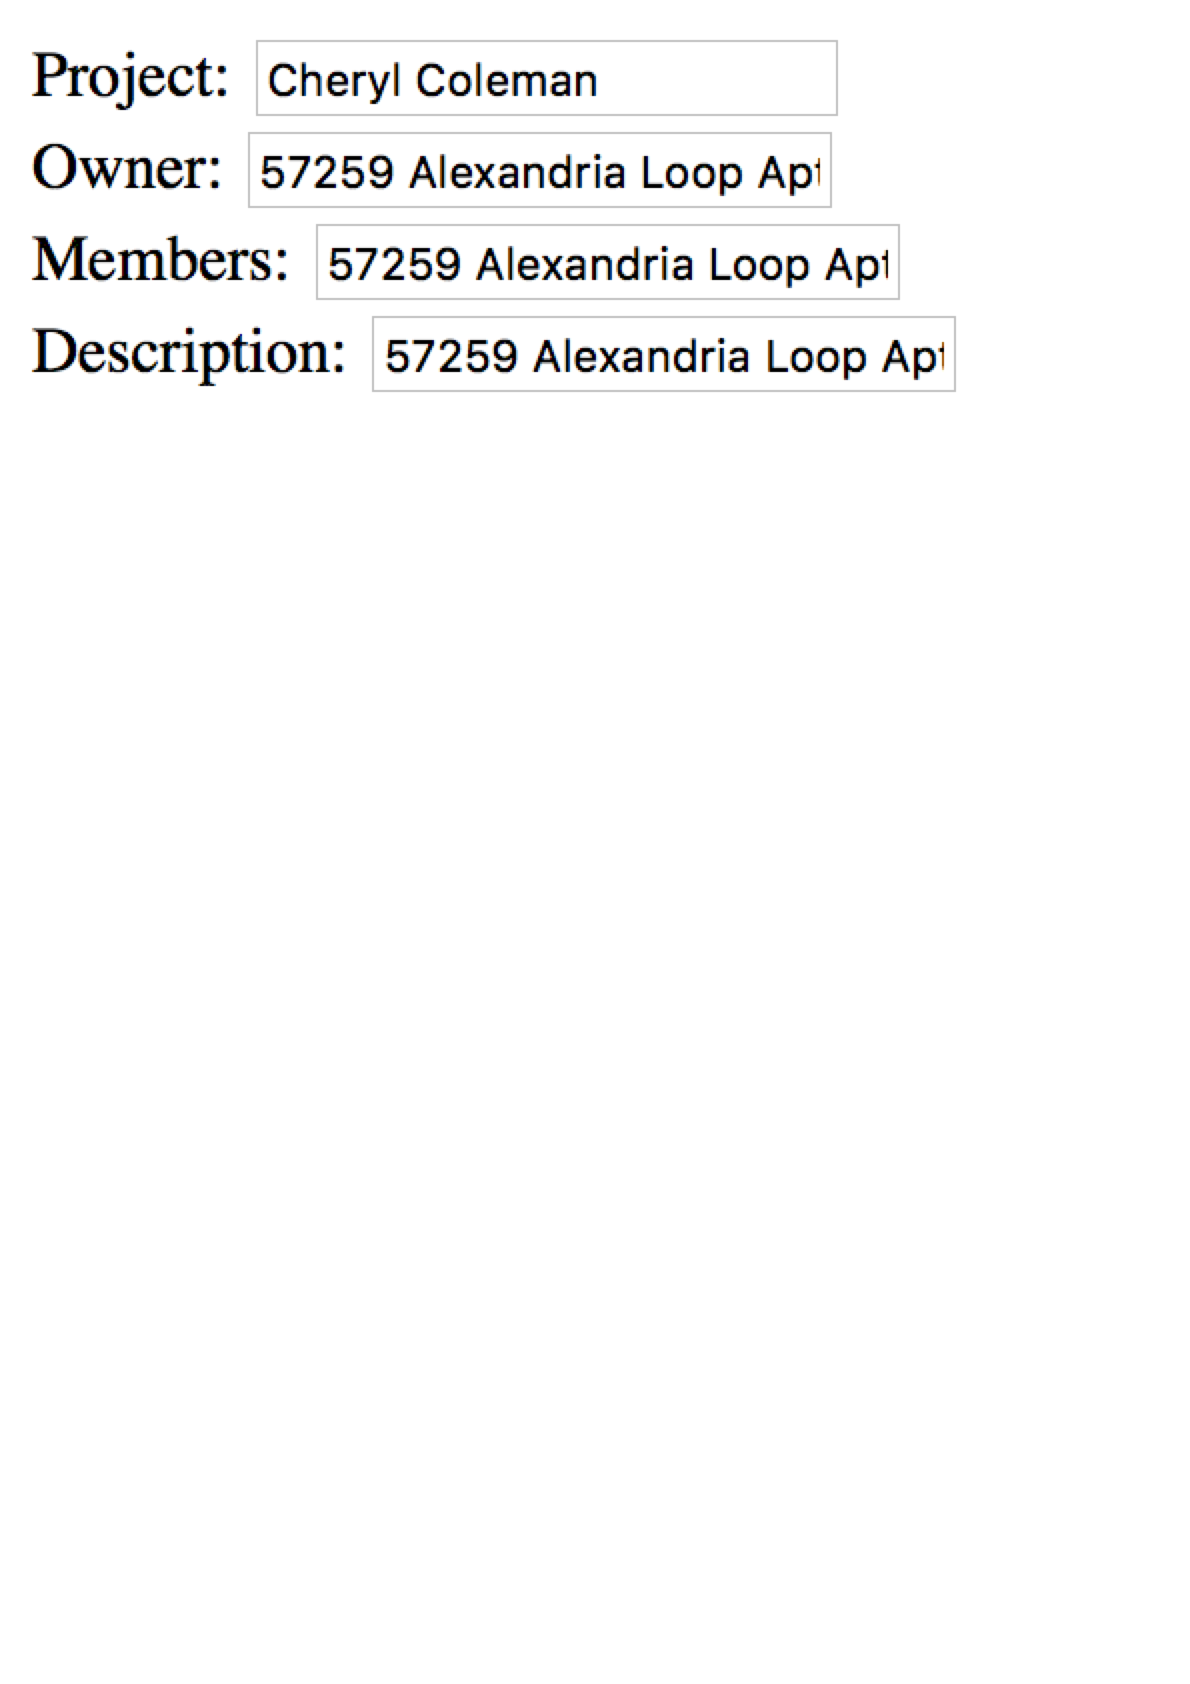 Project: Cheryl Coleman
Owner: 57259 Alexandria Loop Apt
Members: 57259 Alexandria Loop Apt
Description: 57259 Alexandria Loop Apt